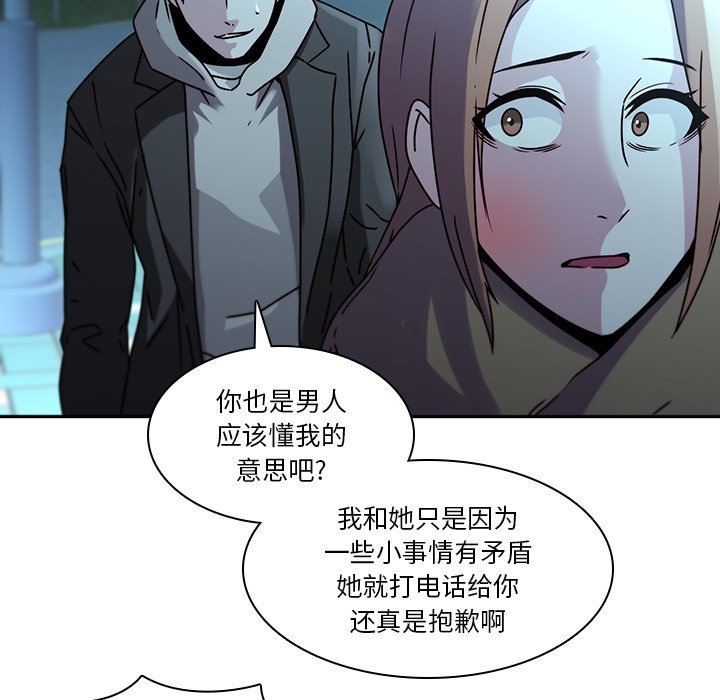 你也是男人
应该懂我的
意思吧?
我和她只是因为
一些小事情有矛盾
她就打电话给你
还真是抱歉啊